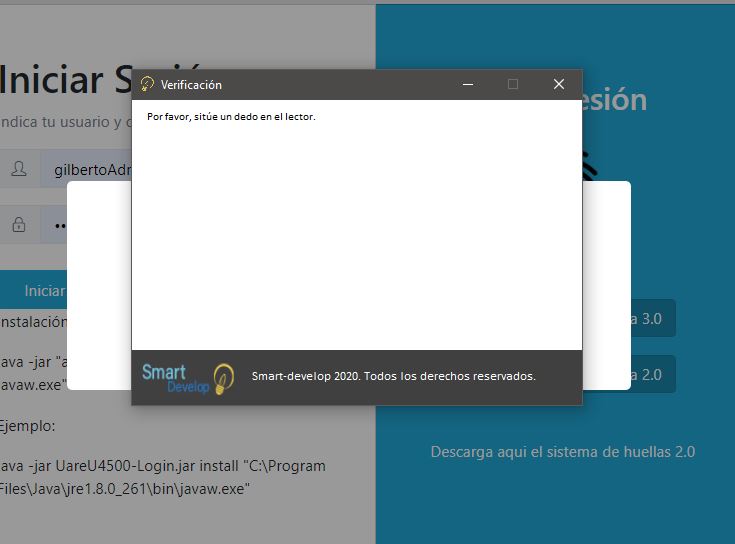 Iniciar
Verificación
Por favor, sitúe un dedo en el lector.
Smart
Develop
Smart-develop 2020. Todos los derechos reservados.
ndica tu usuario y
gilbertoAdr
Iniciar
nstalación
ava -jar "a
avaw.exe"
Ejemplo:
ava -jar UareU4500-Login.jar install "C:\Program
Files\Java\jre1.8.0_261\bin\javaw.exe"
esión
a 3.0
a 2.0
Descarga aqui el sistema de huellas 2.0